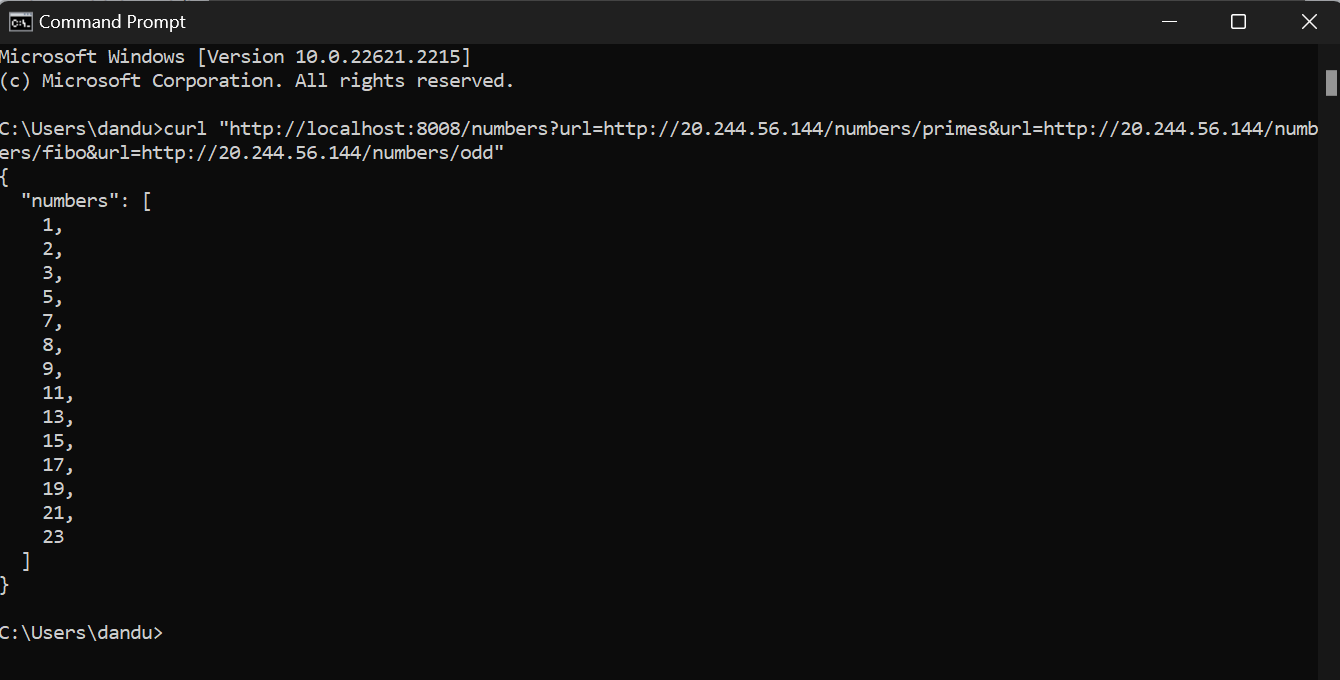 Command Prompt
Microsoft Windows [Version 10.0.22621.2215]
(c) Microsoft Corporation. All rights reserved.
C:\Users\dandu>curl "http://localhost:8008/numbers?url=http://20.244.56.144/numbers/primes&url=http://20.244.56.144/numb
ers/fibo&url=http://20.244.56.144/numbers/odd"
{
  "numbers": [
    1,
    2,
    3,
    5,
    7,
    8,
    9,
    11,
    13,
    15,
    17,
    19,
    21,
    23
  ]
}
C:\Users\dandu>